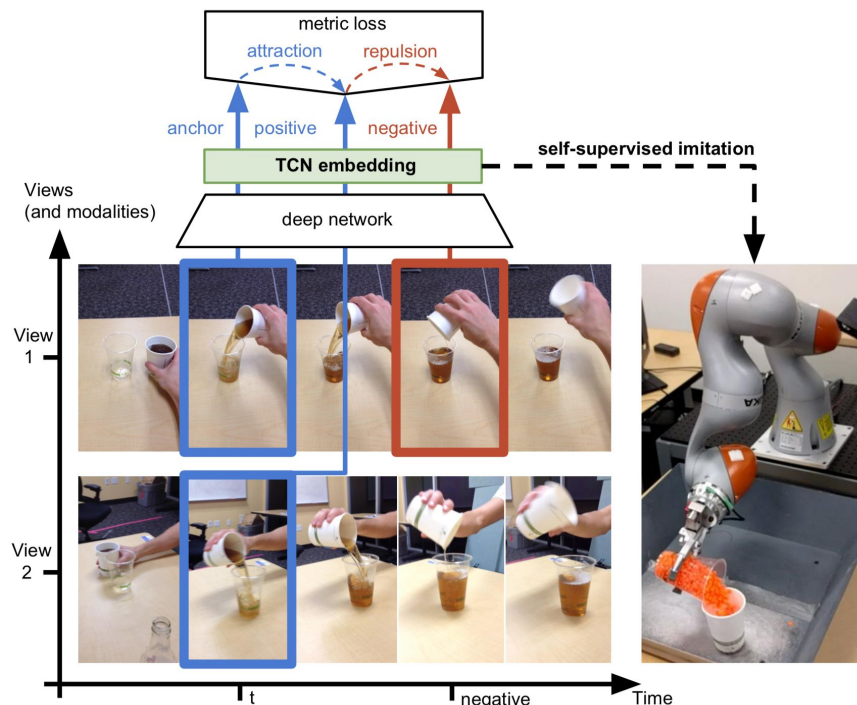 metric loss
attraction
repulsion
anchor
positive
negative
TCN embedding
self-supervised imitation
Views
(and modalities)
deep network
View
1
View
2
t
negative
Time